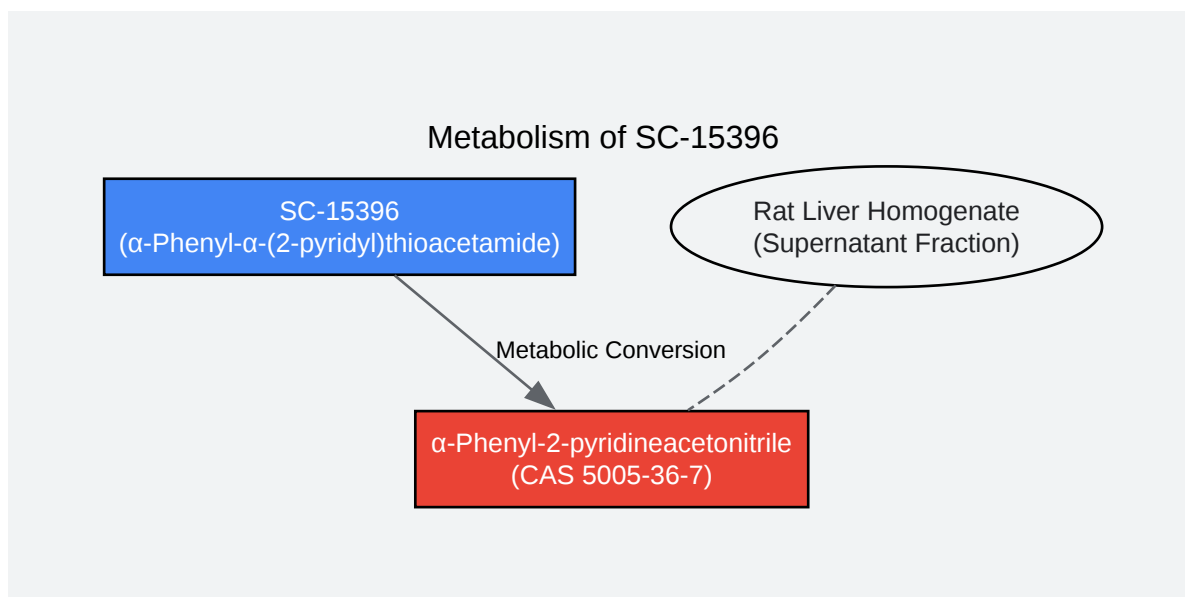 Metabolism of SC-15396
SC-15396
(α-Phenyl-α-(2-pyridyl)thioacetamide)
Rat Liver Homogenate
(Supernatant Fraction)
Metabolic Conversion
α-Phenyl-2-pyridineacetonitrile
(CAS 5005-36-7)